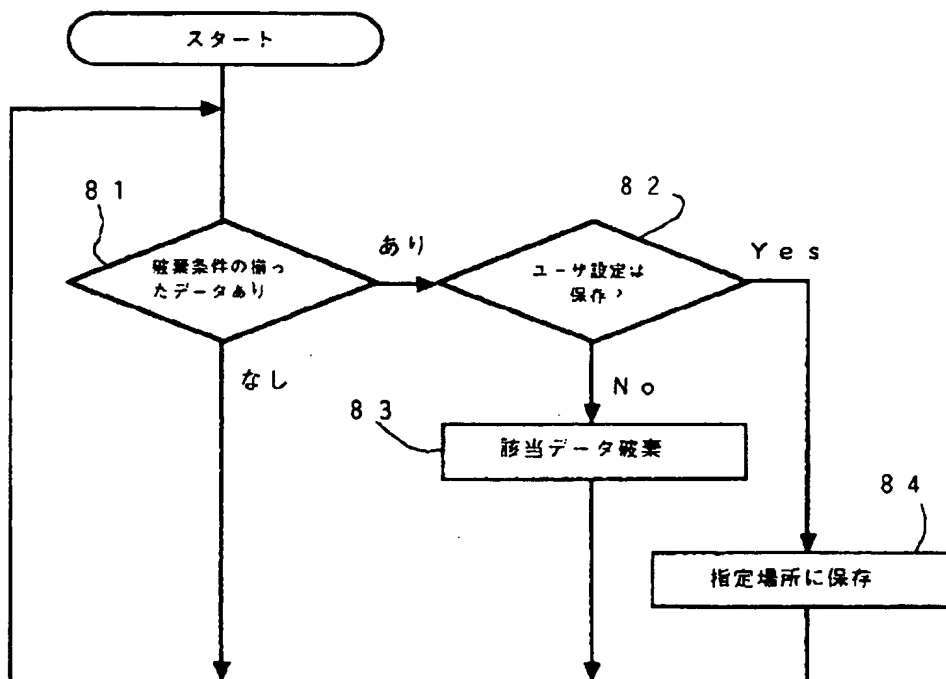 スタート
81
破棄条件の揃っ
たデータあり
あり
82
ユーザ設定は
保存?
Yes
なし
No
83
該当データ破棄
84
指定場所に保存